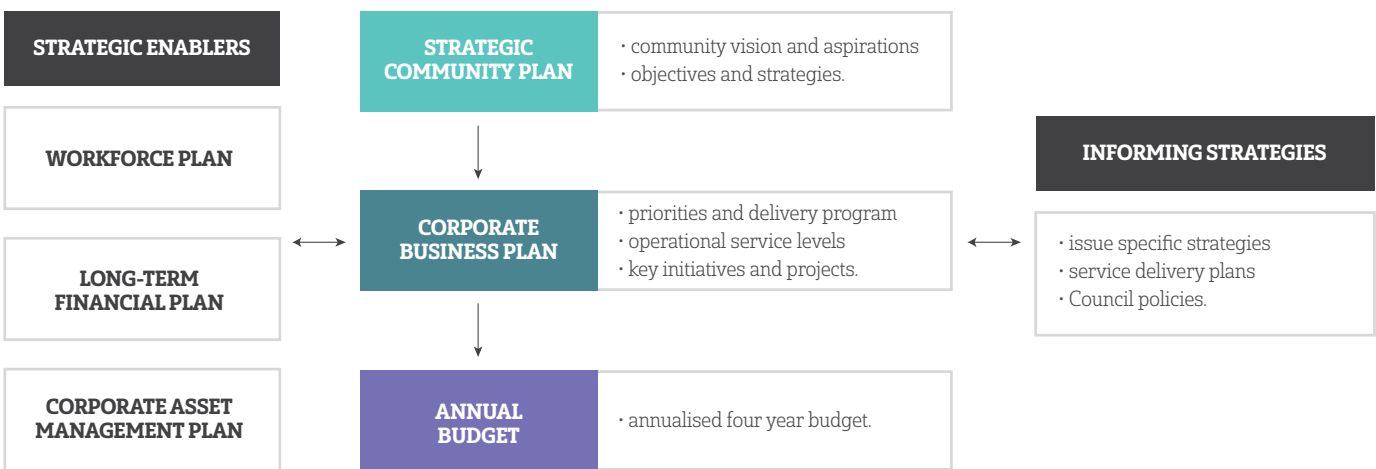 STRATEGIC ENABLERS
WORKFORCE PLAN
LONG-TERM
FINANCIAL PLAN
CORPORATE ASSET
MANAGEMENT PLAN
STRATEGIC
COMMUNITY PLAN
· community vision and aspirations
· objectives and strategies.
CORPORATE
BUSINESS PLAN
· priorities and delivery program
· operational service levels
· key initiatives and projects.
ANNUAL
BUDGET
· annualised four year budget.
INFORMING STRATEGIES
· issue specific strategies
· service delivery plans
· Council policies.